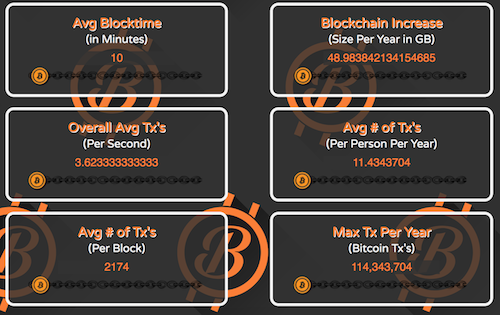 Avg Blocktime
(in Minutes)
10
Blockchain Increase
(Size Per Year in GB)
48.983842134154685
Overall Avg Tx's
(Per Second)
3.623333333333
Avg # of Tx's
(Per Person Per Year)
11.4343704
Avg # of Tx's
(Per Block)
2174
Max Tx Per Year
(Bitcoin Tx's)
114,343,704